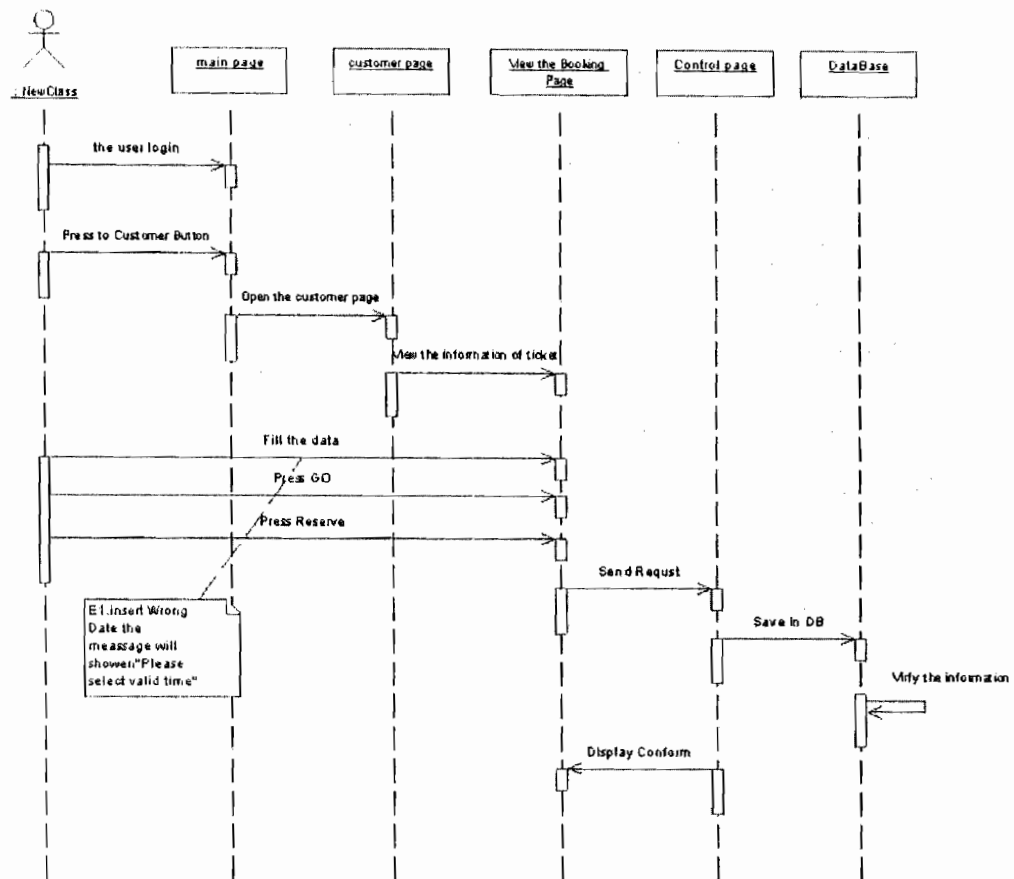 : NewClass
main page
customer page
View the Booking
Page
Control page
DataBase
the user login
Press to Customer Button
Open the customer page
View the information of ticket
Fill the data
Press GO
Press Reserve
Send Requst
E1.insert Wrong
Date the
meassage will
showen"Please
select valid time"
Save In DB
Virfy the information
Display Conform